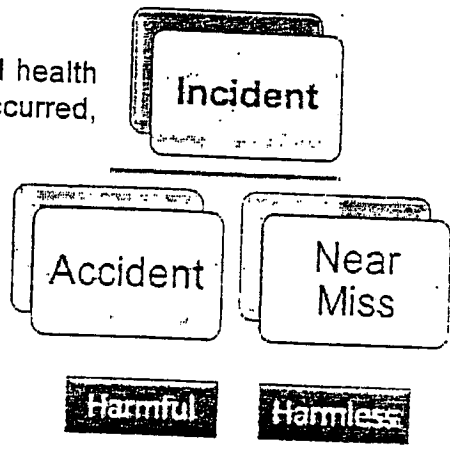 health
ccurred,
Incident
Accident
Near
Miss
Harmful
Harmless